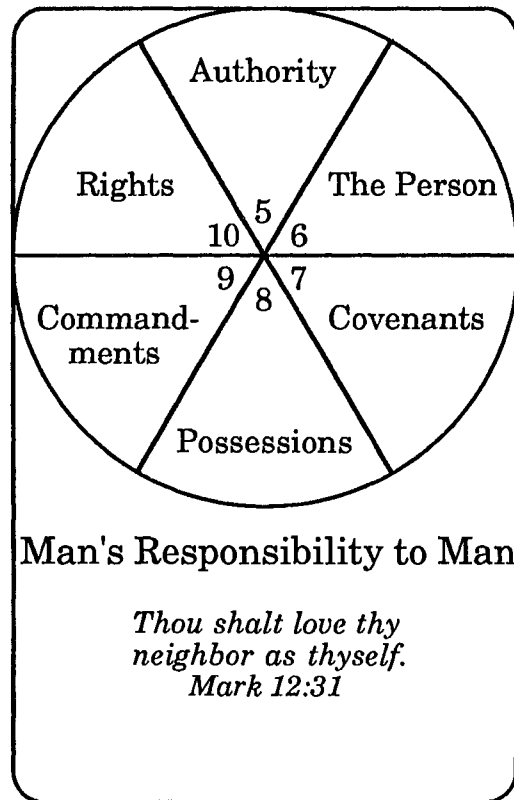 Authority
Rights
The Person
5
10
6
9
7
8
Command-
ments
Covenants
Possessions
Man's Responsibility to Man
Thou shalt love thy
neighbor as thyself.
Mark 12:31